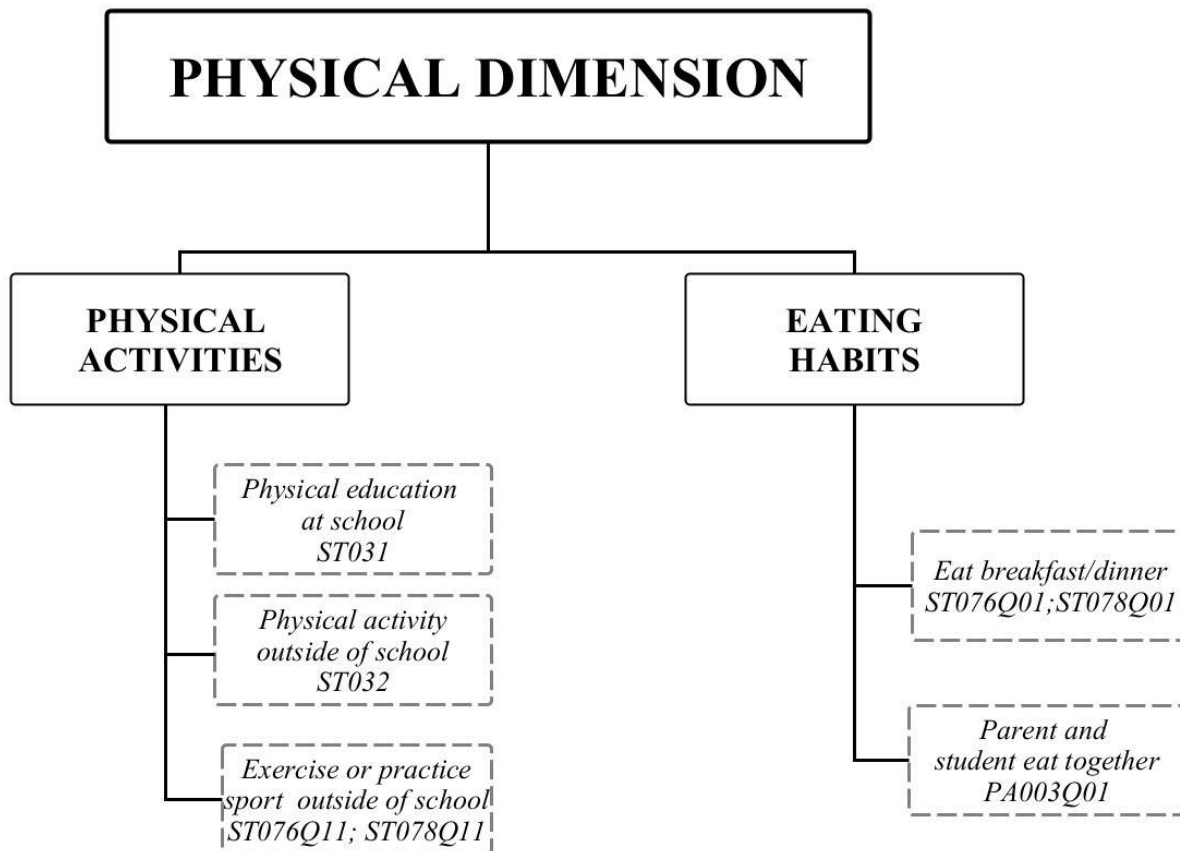 PHYSICAL DIMENSION
PHYSICAL
ACTIVITIES
EATING
HABITS
Physical education
at school
ST031
Physical activity
outside of school
ST032
Exercise or practice
sport outside of school
ST076Q11; ST078Q11
Eat breakfast/dinner
ST076Q01;ST078Q01
Parent and
student eat together
PA003Q01